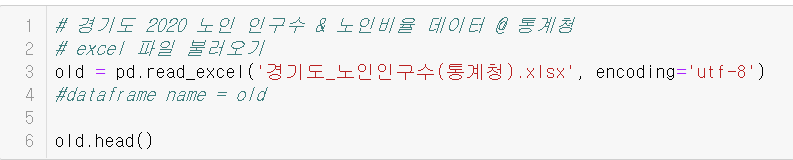 1 # 경기도 2020 노인 인구수 & 노인비율 데이터 @ 통계청
2 # excel 파일 불러오기
3 old = pd.read_excel('경기도_노인인구수(통계청).xlsx', encoding='utf-8')
4 #dataframe name = old
5
6 old.head()